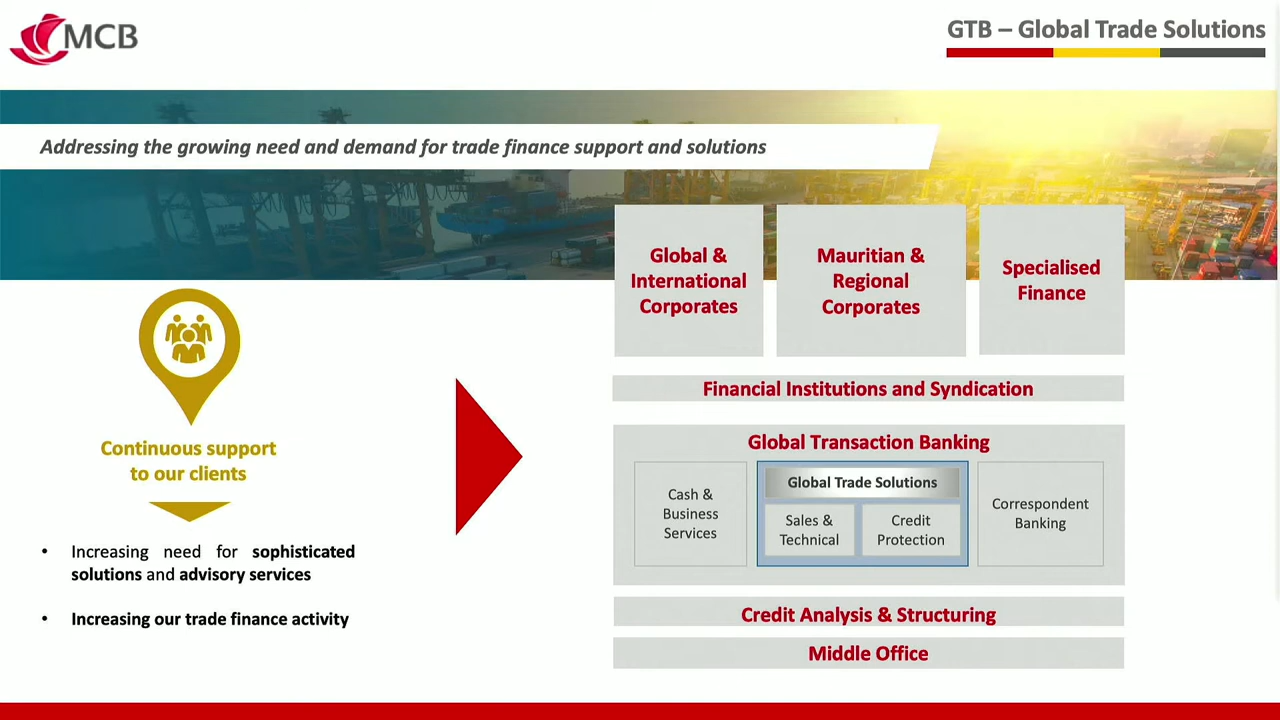 MCB
GTB – Global Trade Solutions
Addressing the growing need and demand for trade finance support and solutions
Global &
International
Corporates
Mauritian &
Regional
Corporates
Specialised
Finance
Financial Institutions and Syndication
Global Transaction Banking
Cash &
Business
Services
Global Trade Solutions
Sales &
Technical
Credit
Protection
Correspondent
Banking
Credit Analysis & Structuring
Middle Office
Continuous support
to our clients
• Increasing need for sophisticated
solutions and advisory services
• Increasing our trade finance activity